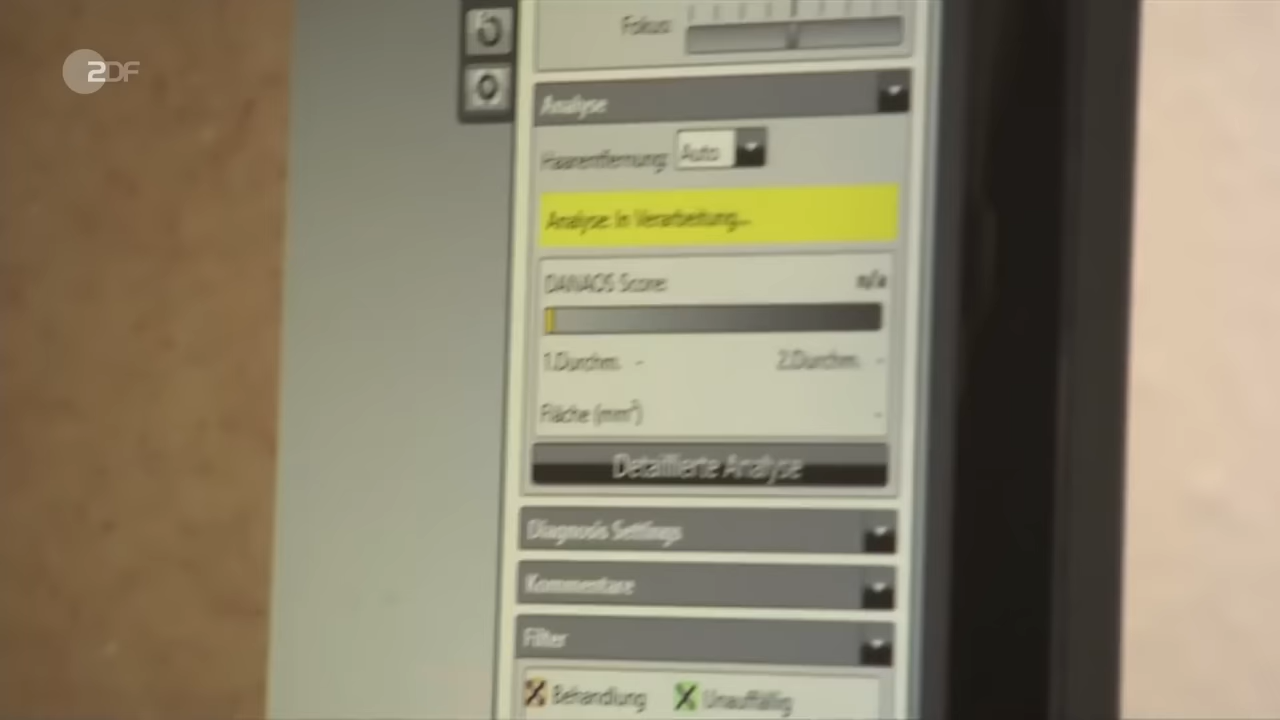 ZDF
Fokus:
Analyse
Haarentfernung: Auto
Analyse: In Verarbeitung...
DANAOS Score: n/a
1.Durchm. - 2.Durchm. -
Fläche (mm²) -
Detaillierte Analyse
Diagnosis Settings
Kommentare
Filter
Behandlung Unauffällig